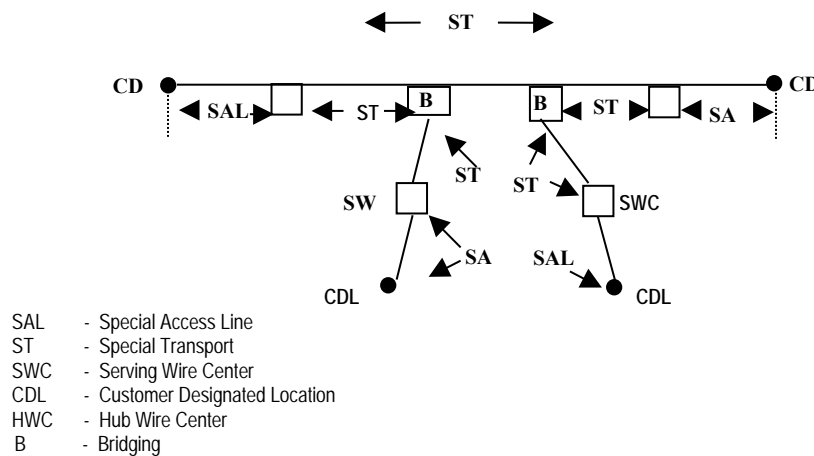 ST
CD CD
B B
SAL ST ST SA
ST ST
SW SWC
SA SAL
CDL CDL
SAL - Special Access Line
ST - Special Transport
SWC - Serving Wire Center
CDL - Customer Designated Location
HWC - Hub Wire Center
B - Bridging